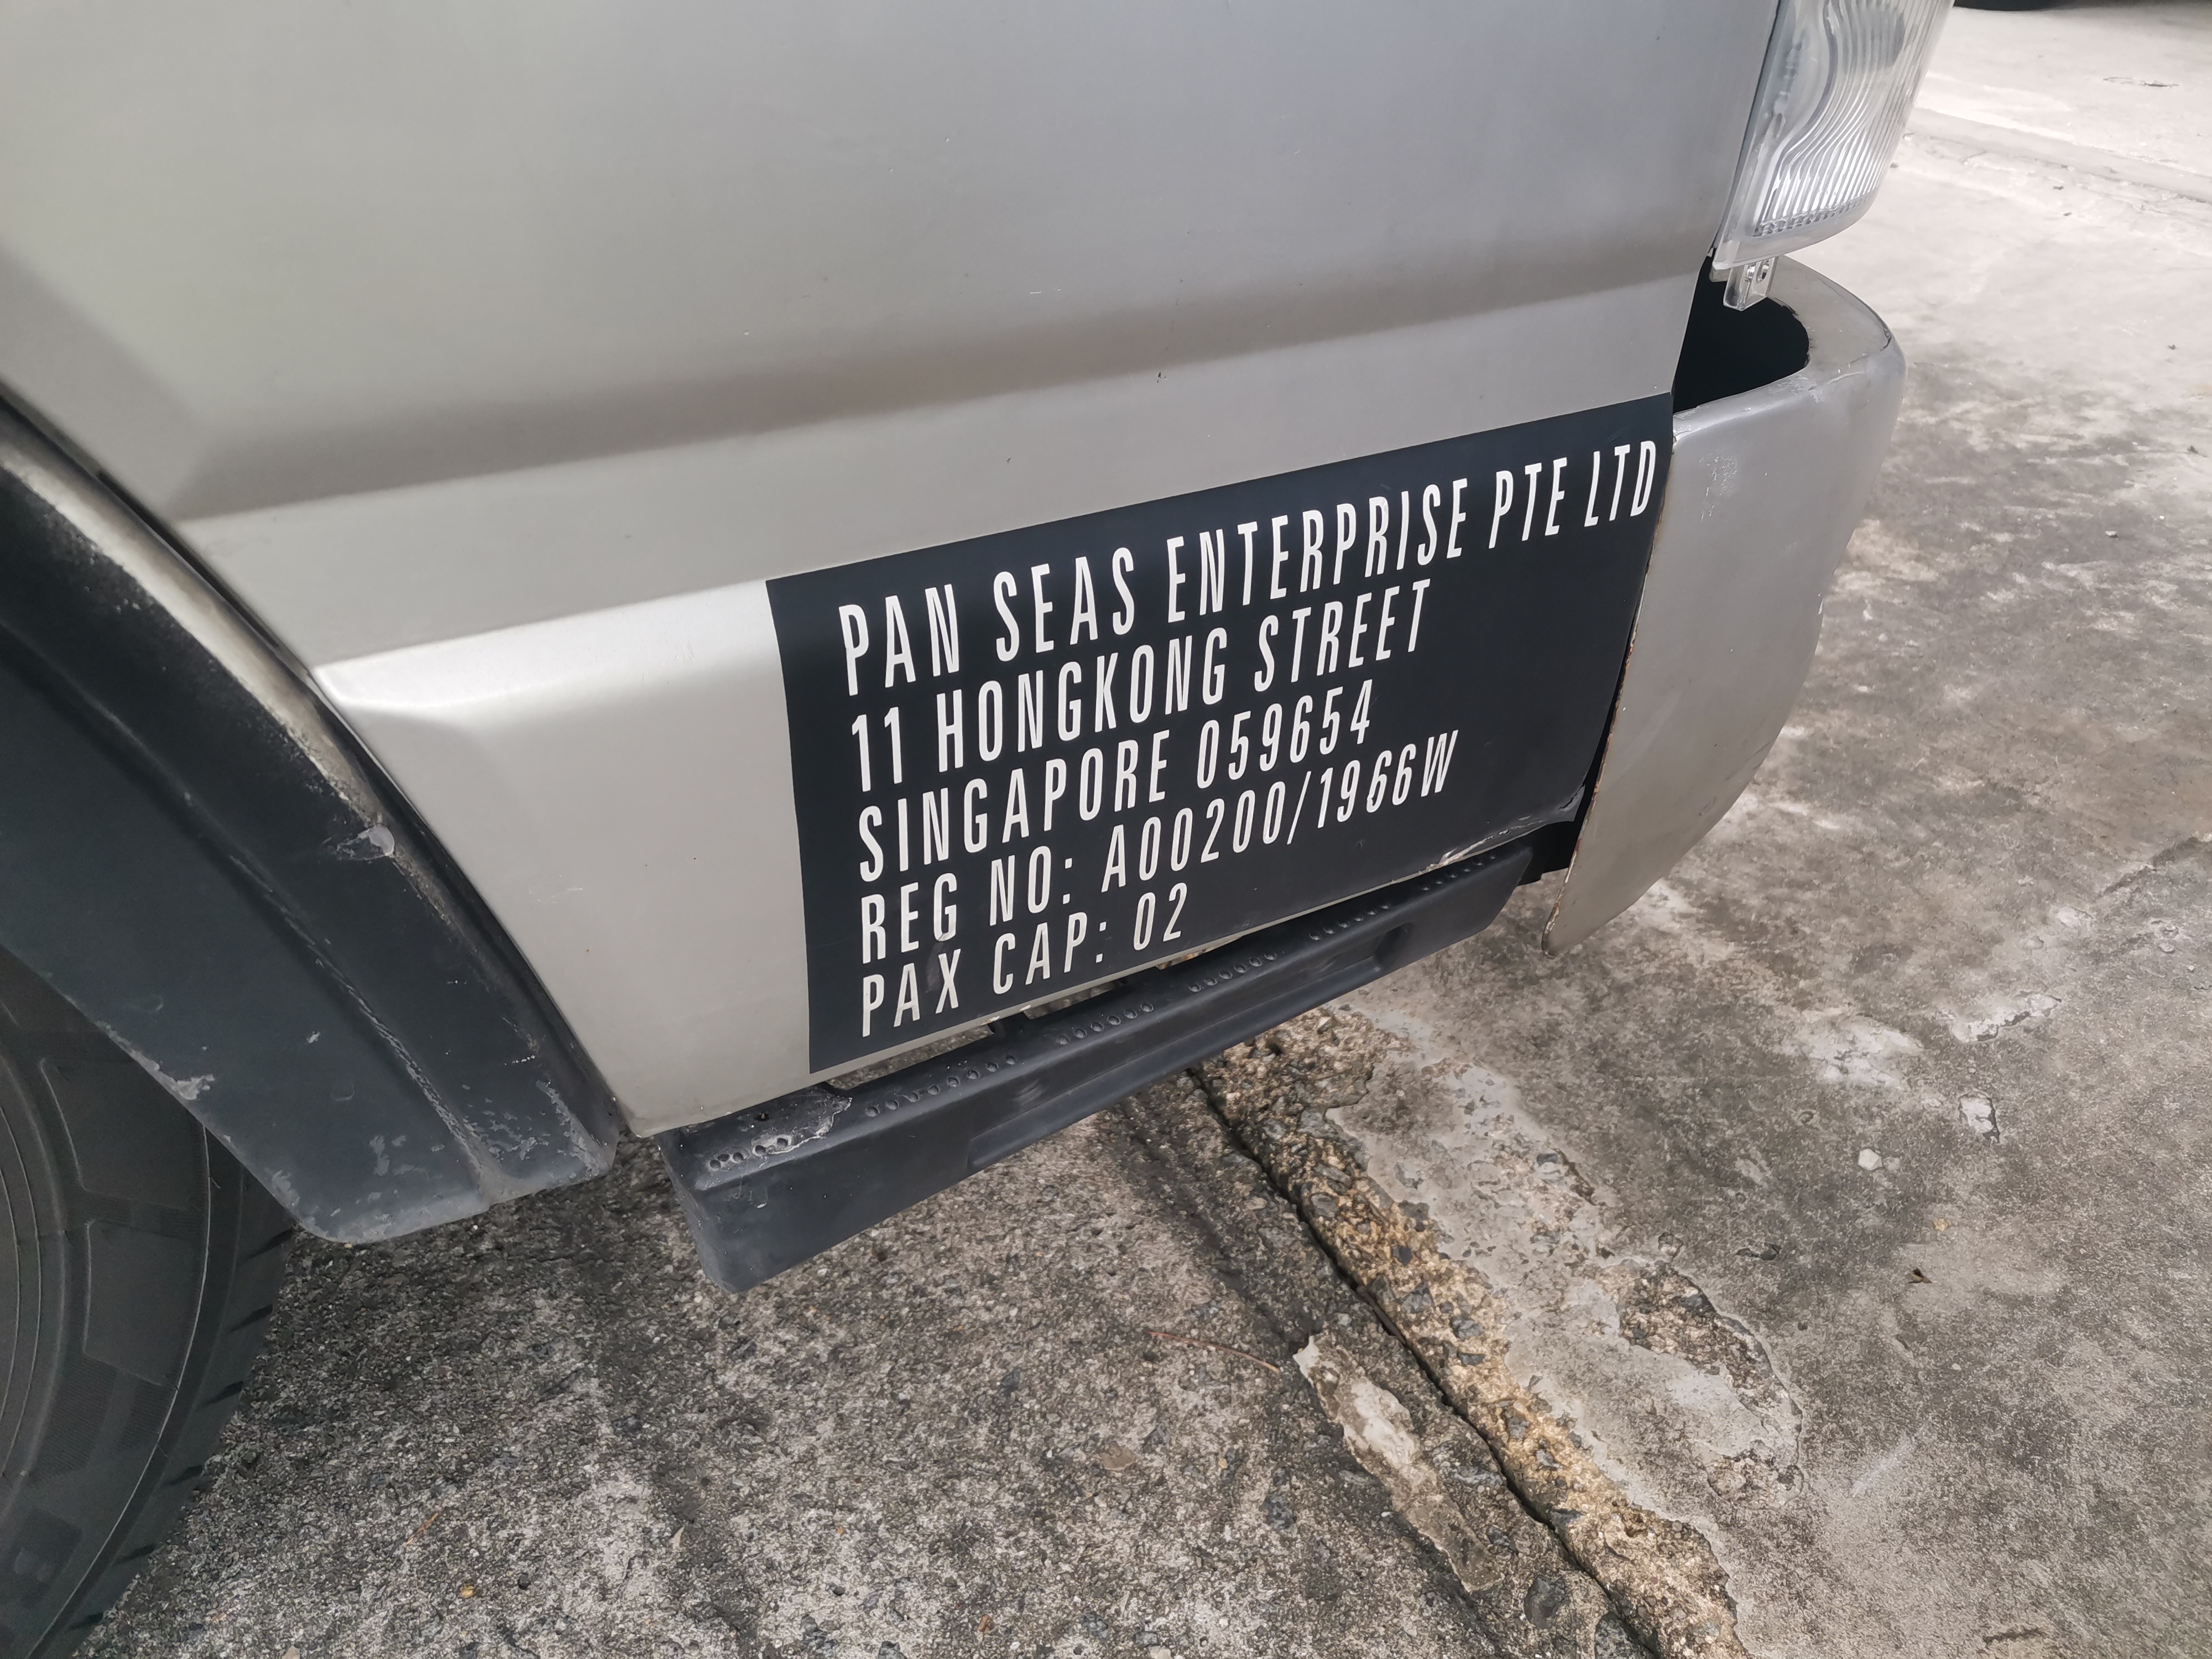 PAN SEAS ENTERPRISE PTE LTD
11 HONGKONG STREET
SINGAPORE 059654
REG NO: A00200/1966W
PAX CAP: 02